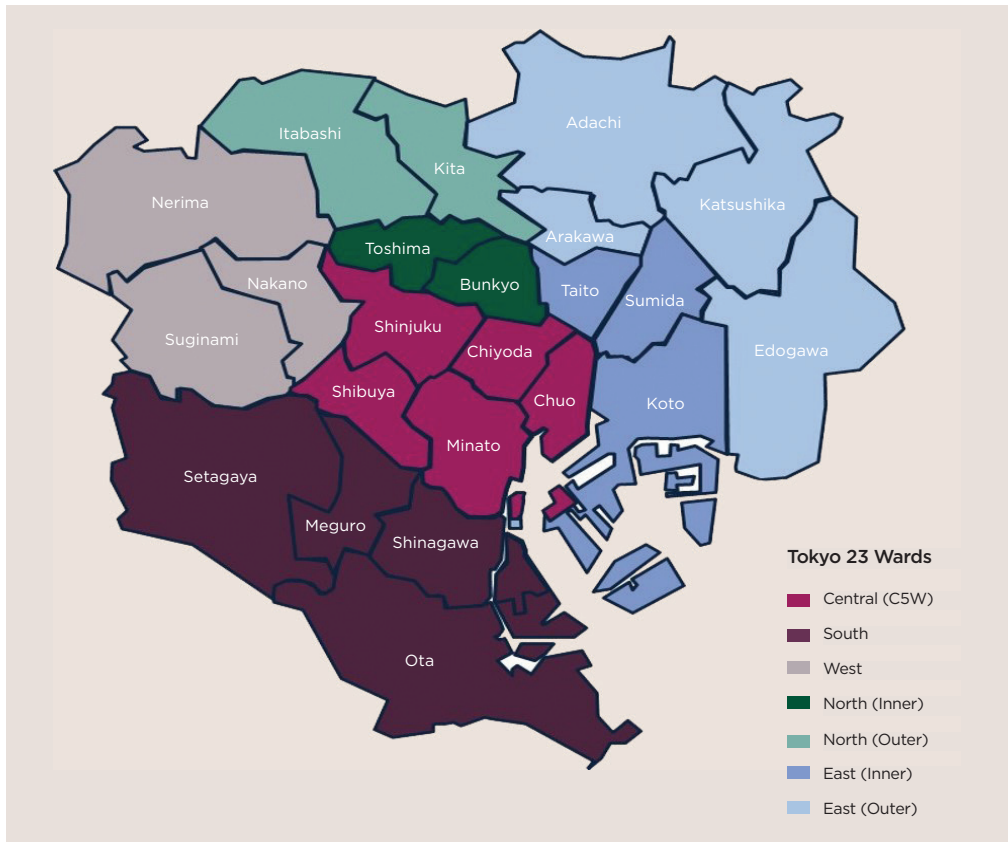 Adachi
Itabashi
Kita
Nerima
Katsushika
Arakawa
Toshima
Nakano
Bunkyo
Taito
Sumida
Shinjuku
Suginami
Chiyoda
Edogawa
Shibuya
Chuo
Koto
Minato
Setagaya
Meguro
Shinagawa
Ota
Tokyo 23 Wards
Central (C5W)
South
West
North (Inner)
North (Outer)
East (Inner)
East (Outer)